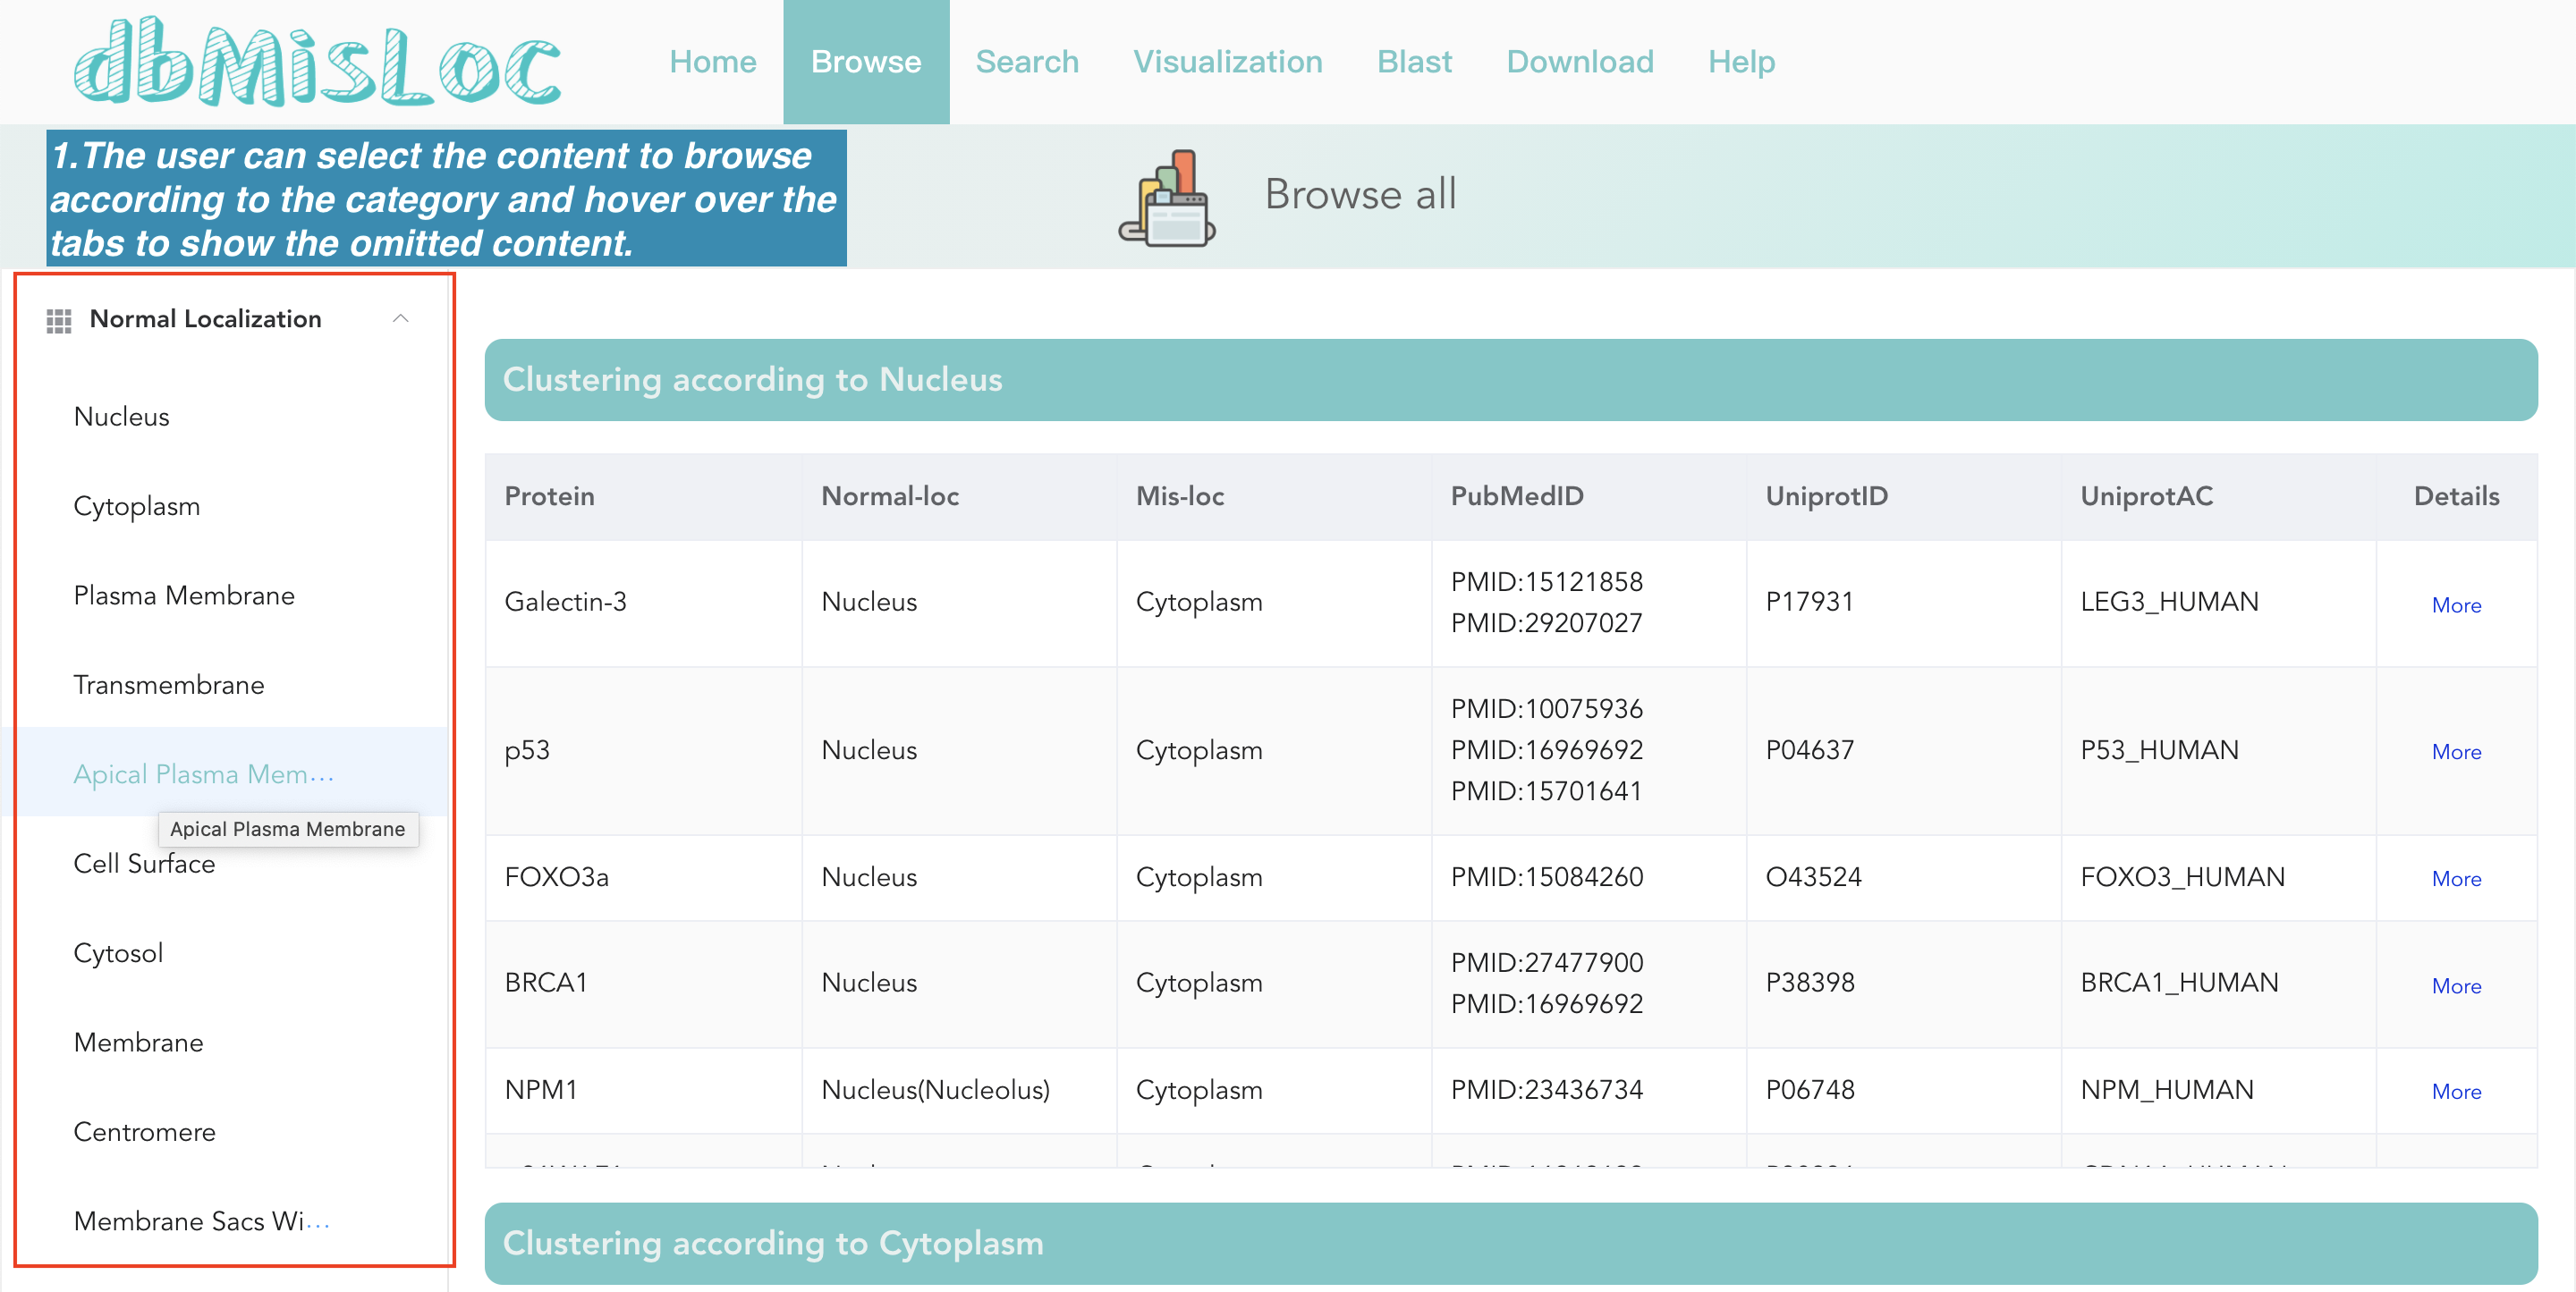 dbMisLoc
Home Browse Search Visualization Blast Download Help
1.The user can select the content to browse
according to the category and hover over the
tabs to show the omitted content.
Browse all
Normal Localization
Nucleus
Cytoplasm
Plasma Membrane
Transmembrane
Apical Plasma Mem...
Apical Plasma Membrane
Cell Surface
Cytosol
Membrane
Centromere
Membrane Sacs Wi...
Clustering according to Nucleus
Protein Normal-loc Mis-loc PubMedID UniprotID UniprotAC Details
Galectin-3 Nucleus Cytoplasm PMID:15121858 P17931 LEG3_HUMAN More
PMID:29207027
PMID:10075936
p53 Nucleus Cytoplasm PMID:16969692 P04637 P53_HUMAN More
PMID:15701641
FOXO3a Nucleus Cytoplasm PMID:15084260 O43524 FOXO3_HUMAN More
BRCA1 Nucleus Cytoplasm PMID:27477900 P38398 BRCA1_HUMAN More
PMID:16969692
NPM1 Nucleus(Nucleolus) Cytoplasm PMID:23436734 P06748 NPM_HUMAN More
Clustering according to Cytoplasm